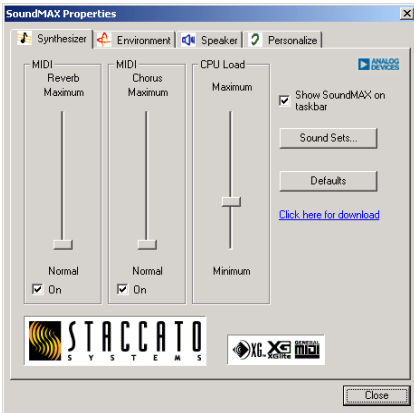 SoundMAX Properties
Synthesizer Environment Speaker Personalize
MIDI
Reverb
Maximum
Normal
On
MIDI
Chorus
Maximum
Normal
On
CPU Load
Maximum
Minimum
ANALOG
DEVICES
Show SoundMAX on
taskbar
Sound Sets...
Defaults
Click here for download
STACCATO
SYSTEMS
XG XG GENERAL
XGlite MIDI
Close